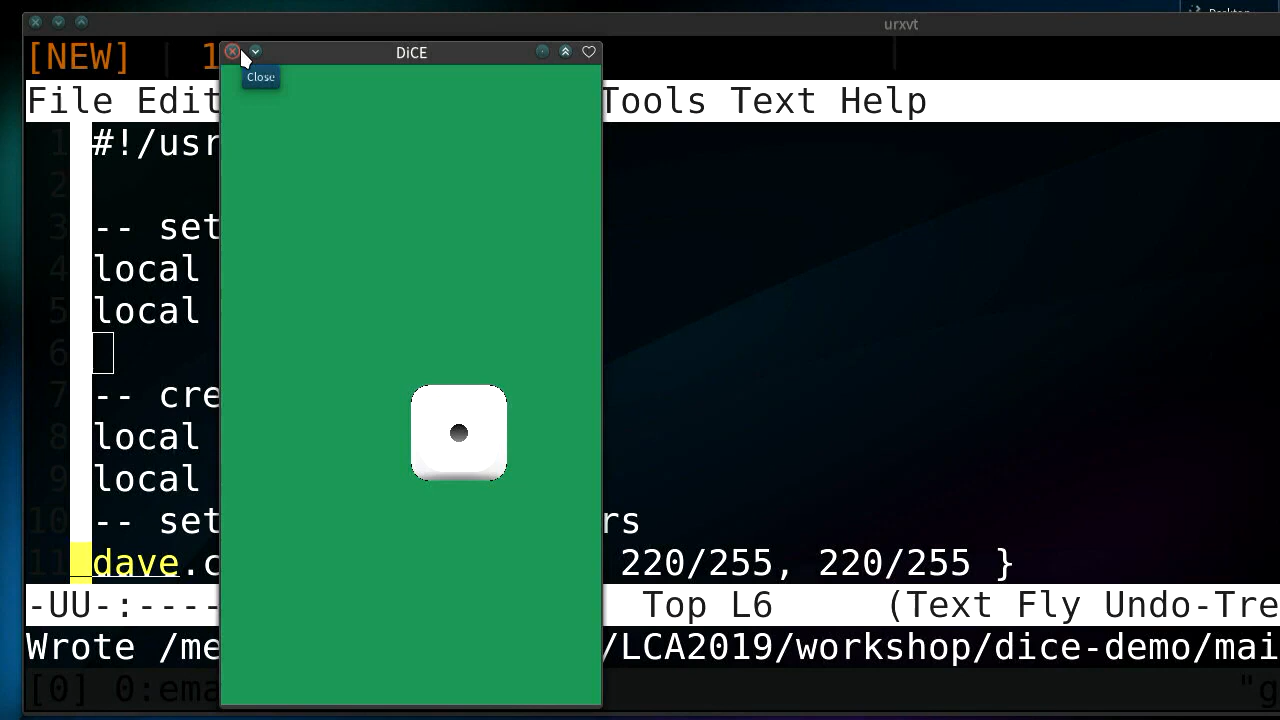 Desktop
urxvt
[NEW] | 1
DiCE
Close
File Edit Tools Text Help
1 #!/usr
2
3 -- set
4 local
5 local
6
7 -- cre
8 local
9 local
10 -- set rs
11 dave.c 220/255, 220/255 }
-UU-:---- Top L6 (Text Fly Undo-Tre
Wrote /me /LCA2019/workshop/dice-demo/mai
[0] 0:ema "g